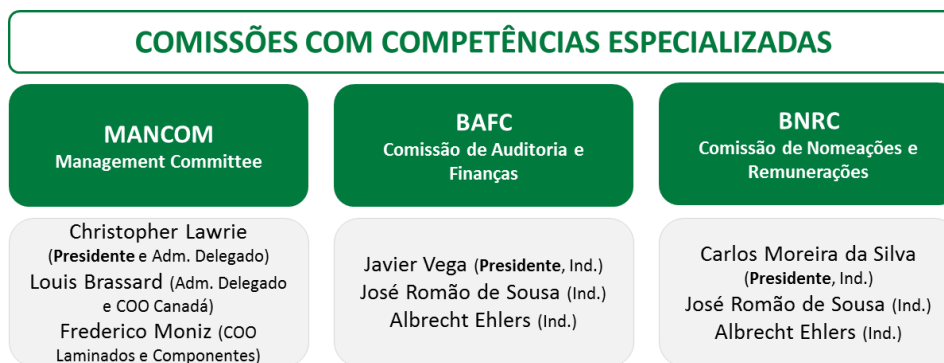 COMISSÕES COM COMPETÊNCIAS ESPECIALIZADAS
MANCOM
Management Committee
Christopher Lawrie
(Presidente e Adm. Delegado)
Louis Brassard (Adm. Delegado
e COO Canadá)
Frederico Moniz (COO
Laminados e Componentes)
BAFC
Comissão de Auditoria e
Finanças
Javier Vega (Presidente, Ind.)
José Romão de Sousa (Ind.)
Albrecht Ehlers (Ind.)
BNRC
Comissão de Nomeações e
Remunerações
Carlos Moreira da Silva
(Presidente, Ind.)
José Romão de Sousa (Ind.)
Albrecht Ehlers (Ind.)